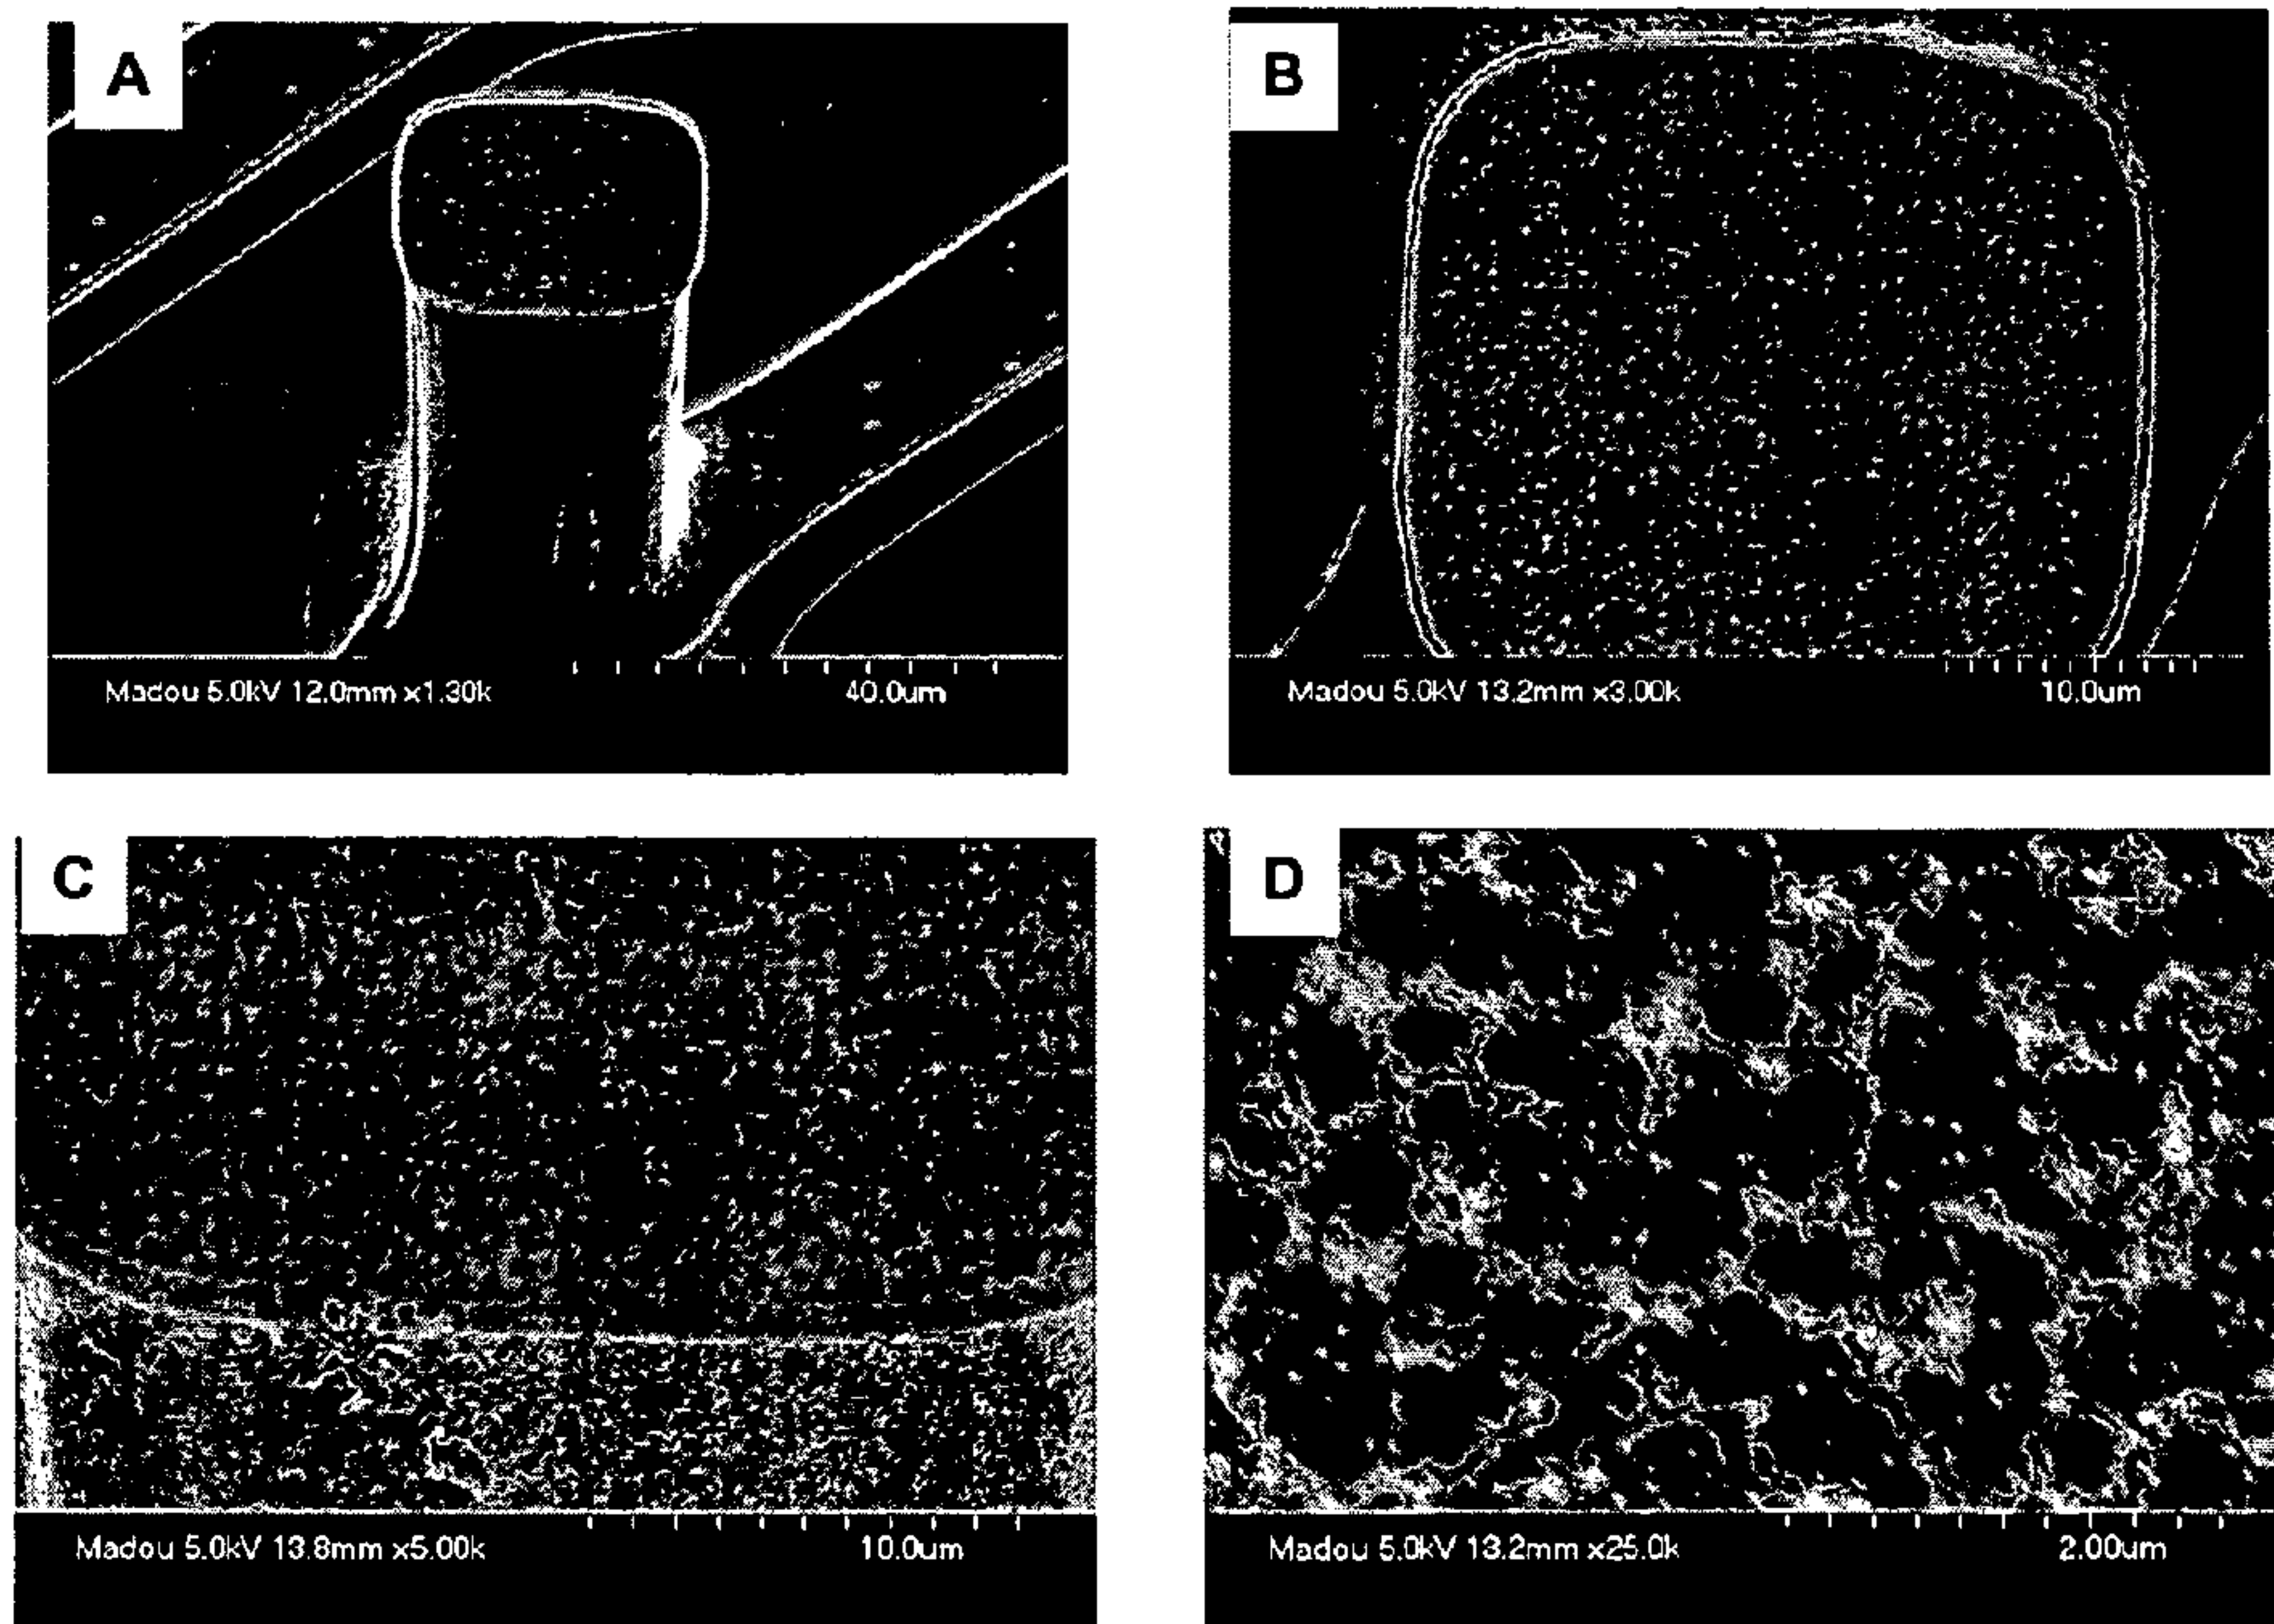 A
B
Madou 5.0kV 12.0mm x1.30k 40.0um
Madou 5.0kV 13.2mm x3.00k 10.0um
C
D
Madou 5.0kV 13.8mm x5.00k 10.0um
Madou 5.0kV 13.2mm x25.0k 2.00um